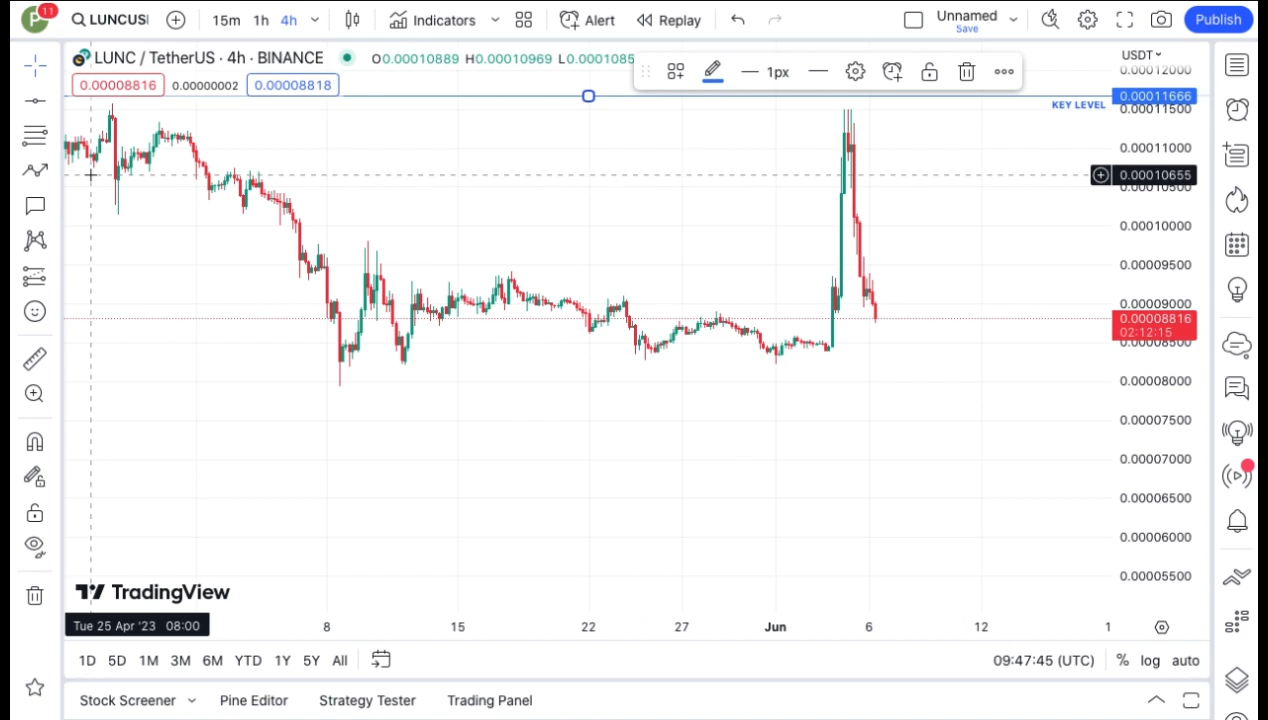 P 11 LUNCUS 15m 1h 4h Indicators Alert Replay Unnamed Save Publish
LUNC / TetherUS · 4h · BINANCE O0.00010889 H0.00010969 L0.0001085 1px USDT
0.00008816 0.00000002 0.00008818
0.00012000
0.00011666
KEY LEVEL
0.00011500
0.00011000
0.00010655
0.00010500
0.00010000
0.00009500
0.00009000
0.00008816
02:12:15
0.00008500
0.00008000
0.00007500
0.00007000
0.00006500
0.00006000
0.00005500
TradingView
Tue 25 Apr '23 08:00 8 15 22 27 Jun 6 12 1
1D 5D 1M 3M 6M YTD 1Y 5Y All 09:47:45 (UTC) % log auto
Stock Screener Pine Editor Strategy Tester Trading Panel